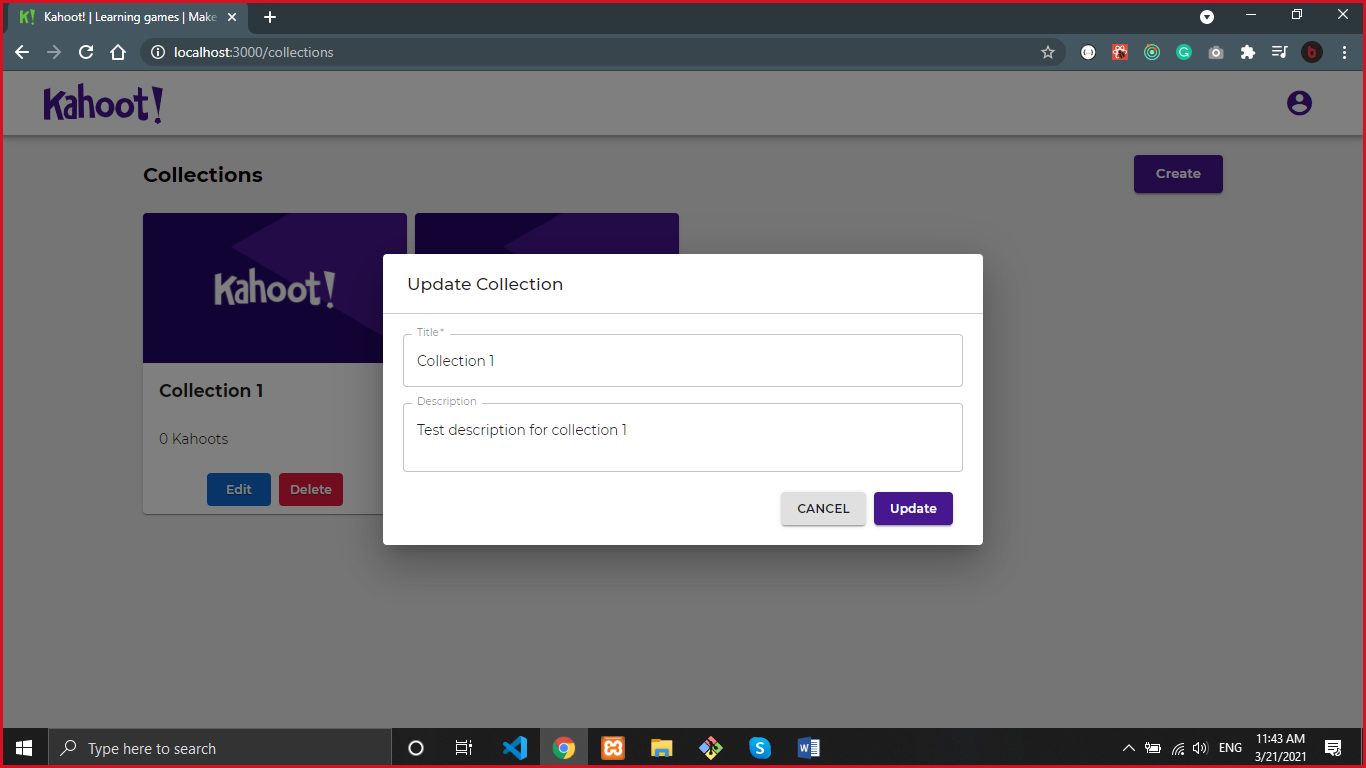 Kahoot! | Learning games | Make
localhost:3000/collections
Kahoot!
Collections
Create
Kahoot!
Update Collection
Title*
Collection 1
Description
Test description for collection 1
CANCEL
Update
Collection 1
0 Kahoots
Edit
Delete
Type here to search
ENG
11:43 AM
3/21/2021